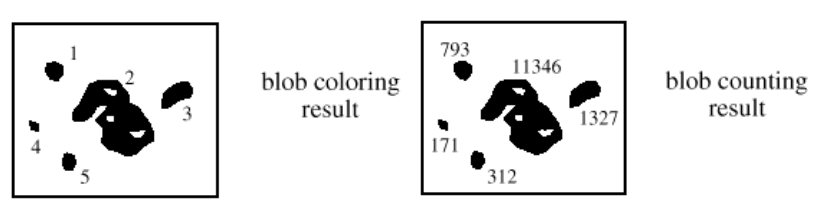 1
2
3
4
5
blob coloring
result
793
11346
1327
171
312
blob counting
result